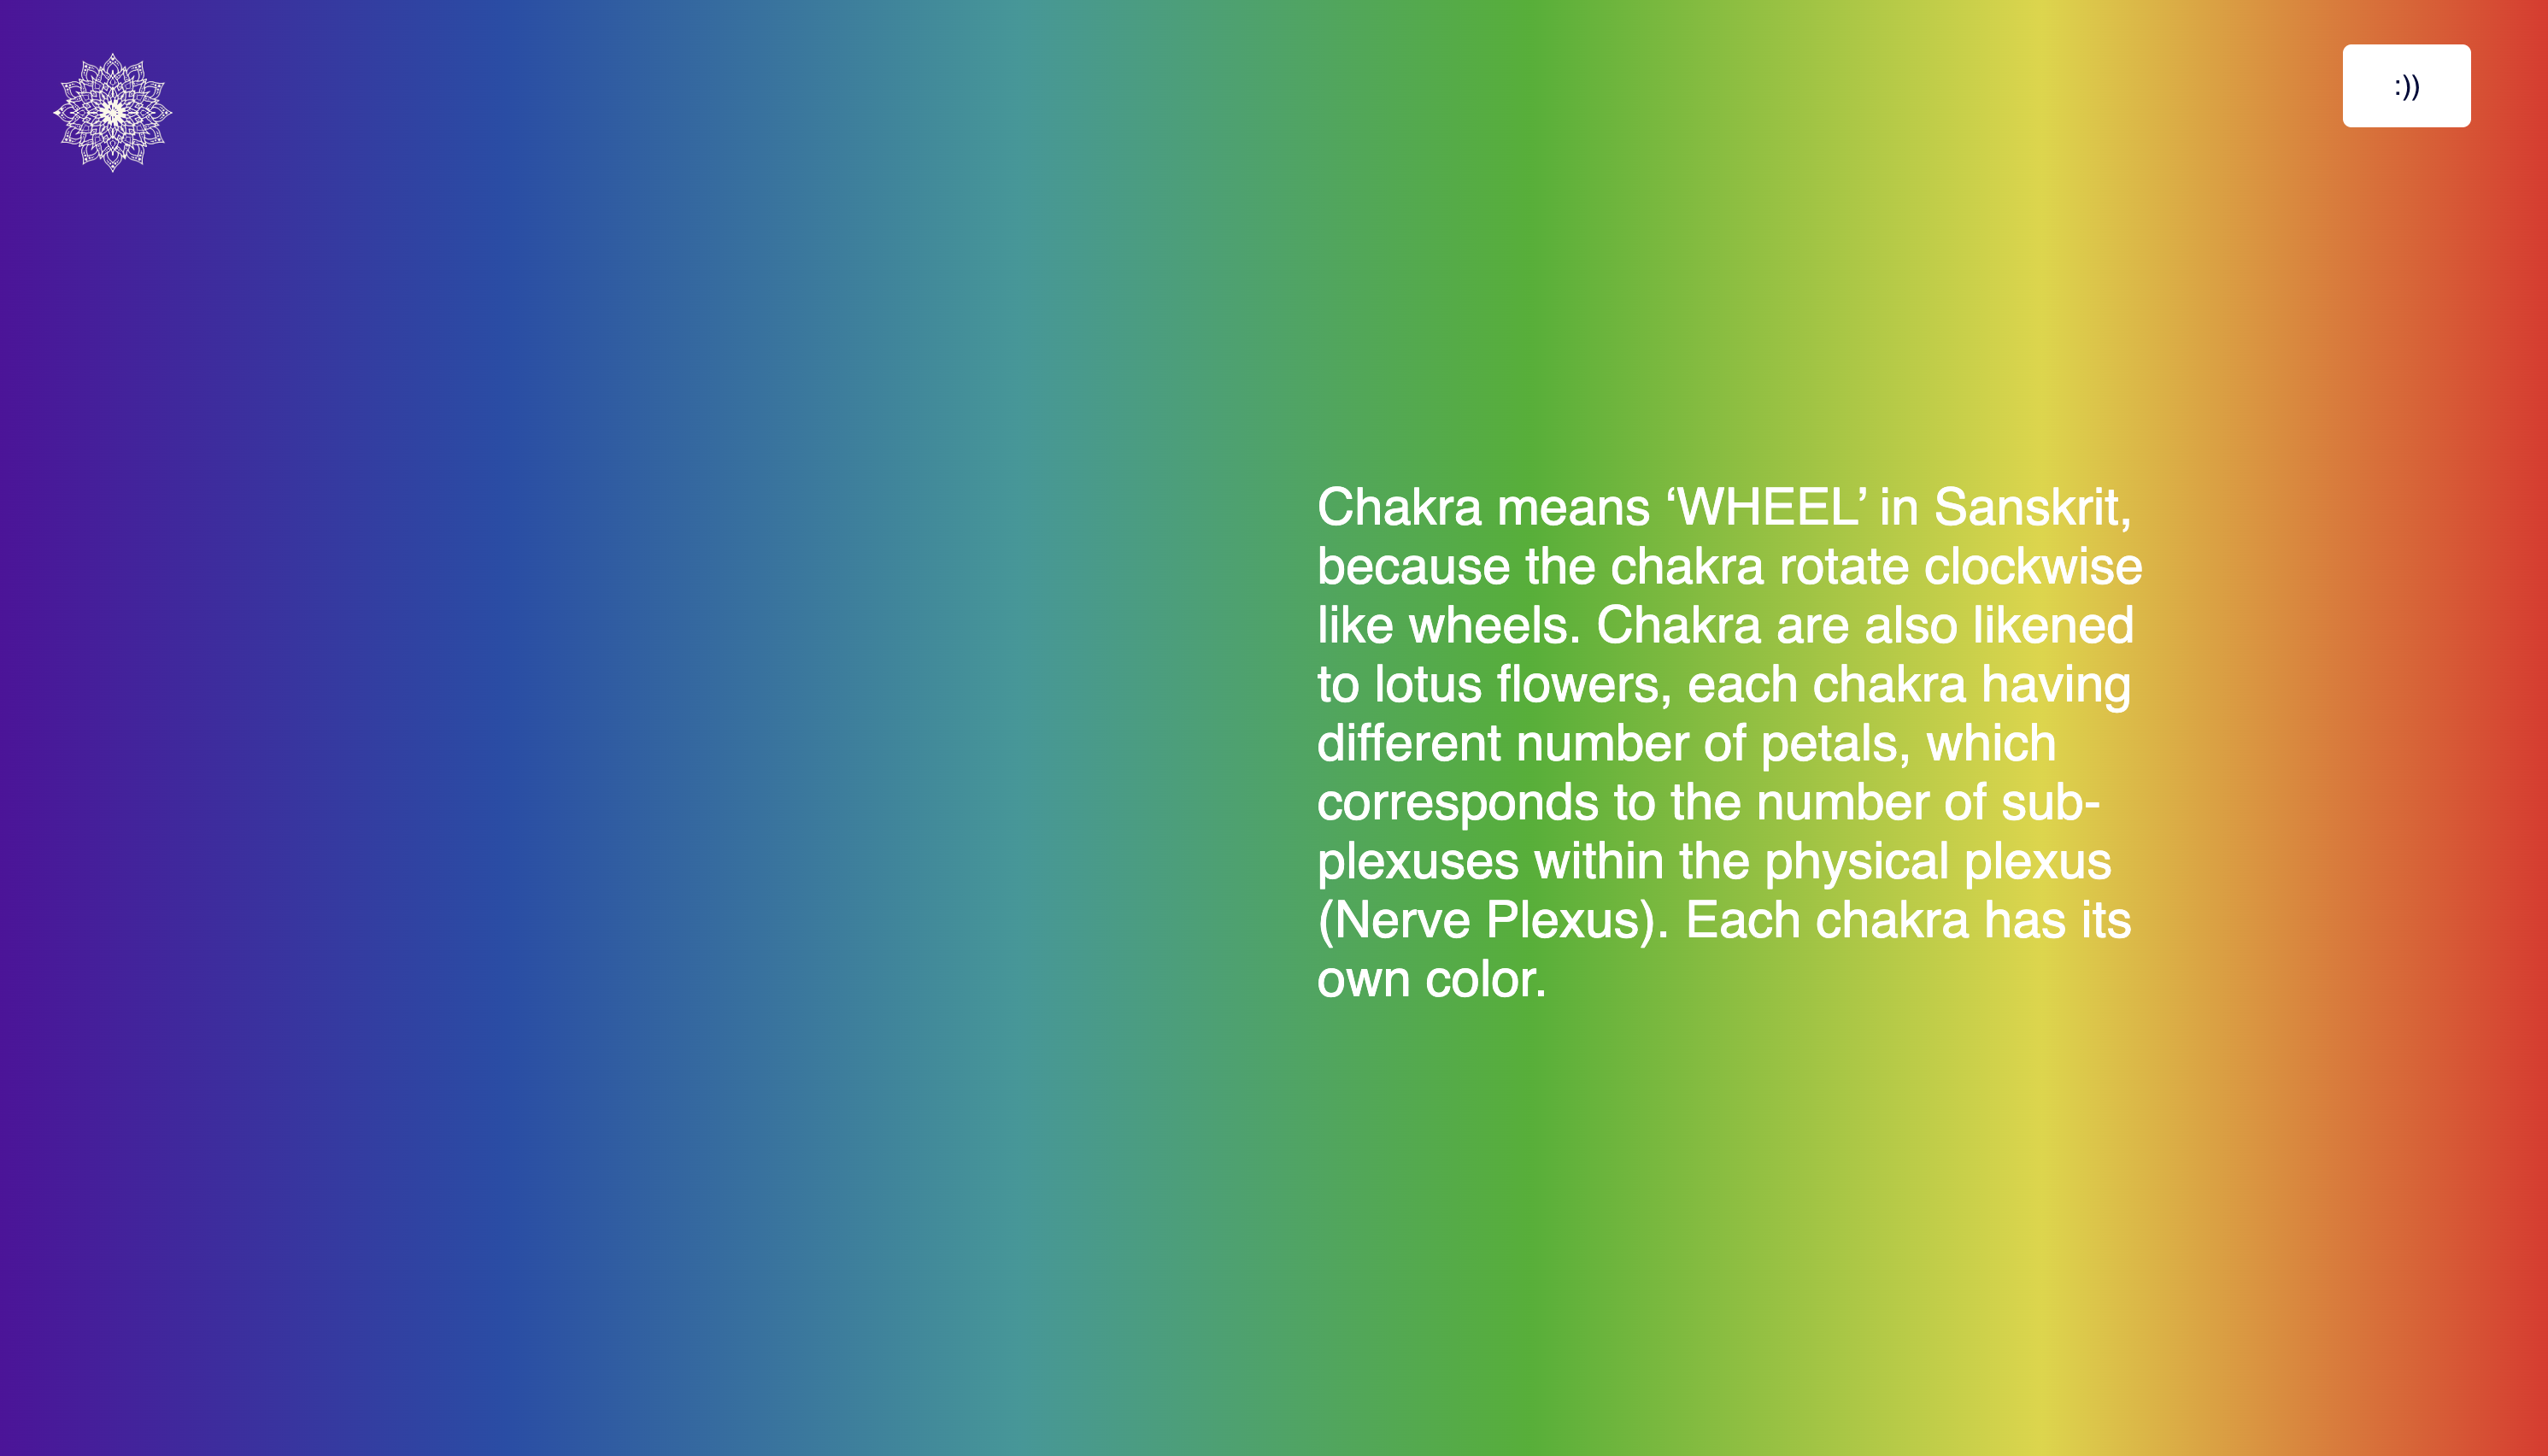 :))
Chakra means ‘WHEEL’ in Sanskrit,
because the chakra rotate clockwise
like wheels. Chakra are also likened
to lotus flowers, each chakra having
different number of petals, which
corresponds to the number of sub-
plexuses within the physical plexus
(Nerve Plexus). Each chakra has its
own color.